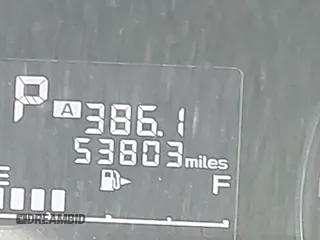 P A 386.1
53803 miles
E F
DREAMBID